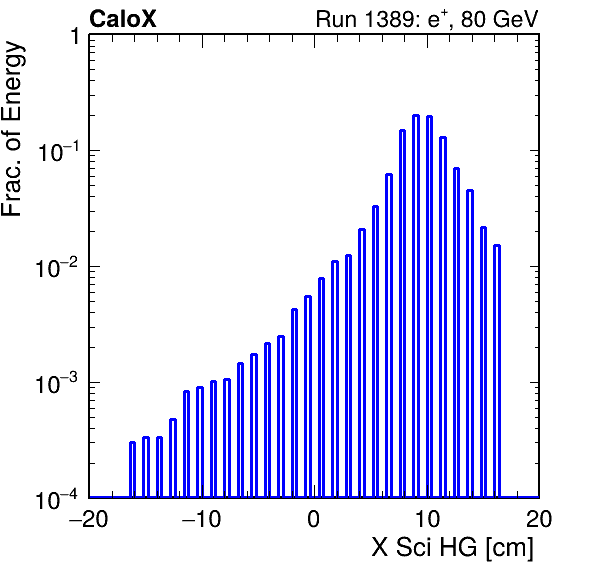 CaloX
Run 1389: e⁺, 80 GeV
Frac. of Energy
1
10⁻¹
10⁻²
10⁻³
10⁻⁴
−20 −10 0 10 20
X Sci HG [cm]